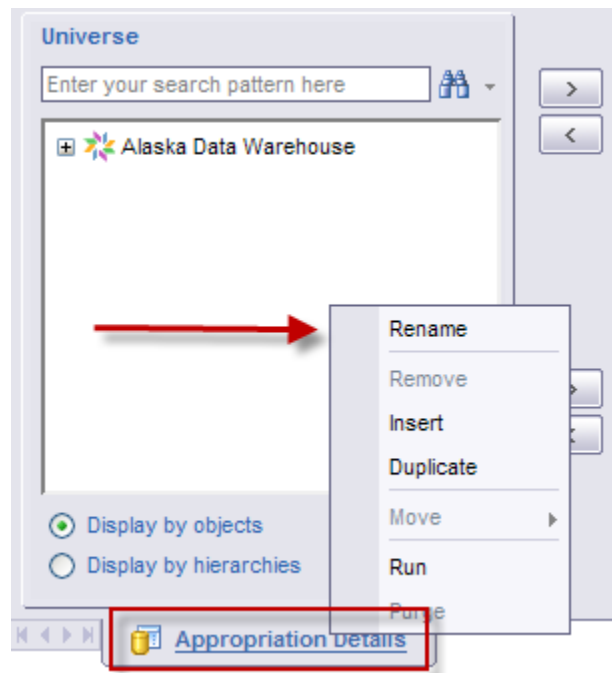 Universe
Enter your search pattern here
Alaska Data Warehouse
Rename
Remove
Insert
Duplicate
Move
Run
Purge
Display by objects
Display by hierarchies
Appropriation Details